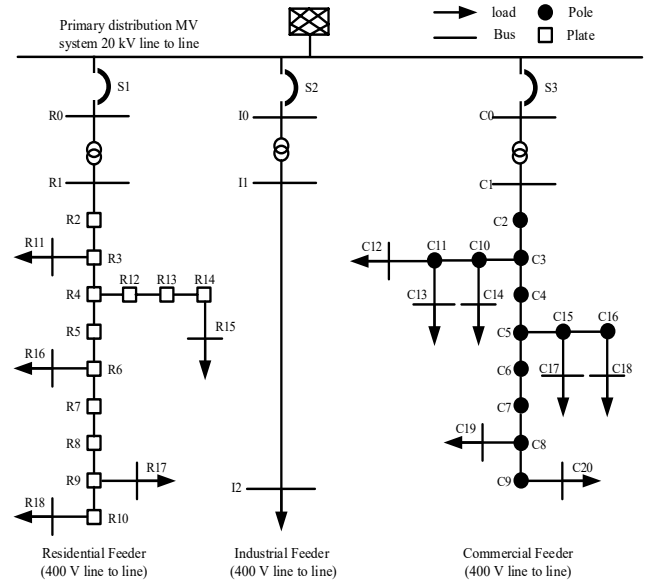 Primary distribution MV
system 20 kV line to line
load
Pole
Bus
Plate
S1
S2
S3
R0
I0
C0
R1
I1
C1
R2
C2
R11
R3
C12
C11
C10
C3
R4
R12
R13
R14
C13
C14
C4
R5
R15
C5
C15
C16
R16
R6
C6
C17
C18
R7
C7
R8
C19
C8
R9
R17
I2
C9
C20
R18
R10
Residential Feeder
(400 V line to line)
Industrial Feeder
(400 V line to line)
Commercial Feeder
(400 V line to line)